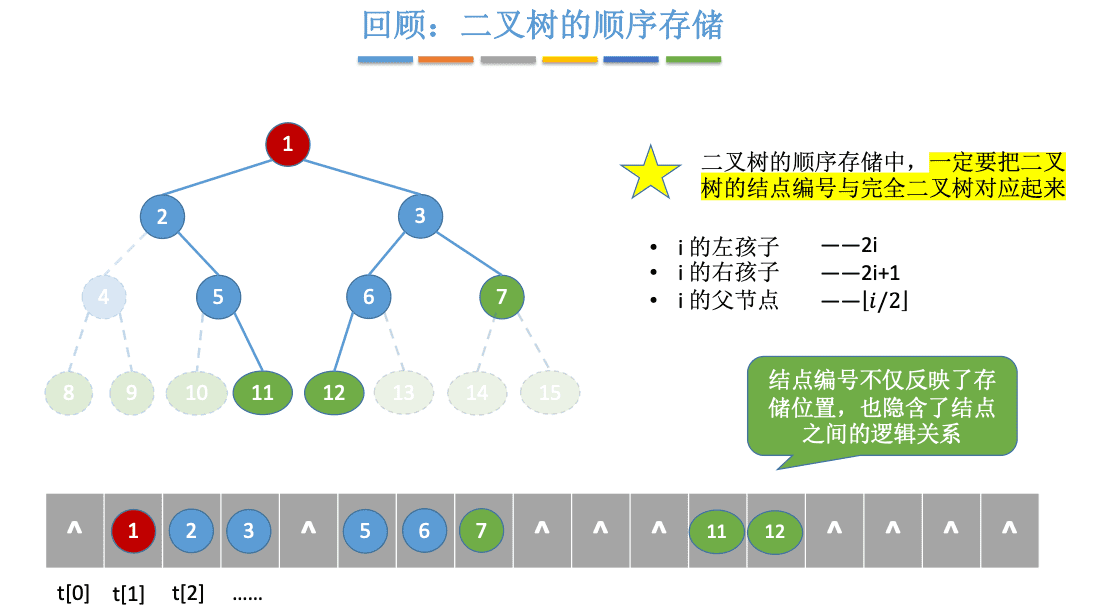 回顾：二叉树的顺序存储
1
2
3
4
5
6
7
8
9
10
11
12
13
14
15
二叉树的顺序存储中，一定要把二叉
树的结点编号与完全二叉树对应起来
• i 的左孩子 ——2i
• i 的右孩子 ——2i+1
• i 的父节点 ——⌊i/2⌋
结点编号不仅反映了存
储位置，也隐含了结点
之间的逻辑关系
^ 1 2 3 ^ 5 6 7 ^ ^ ^ 11 12 ^ ^ ^ ^
t[0] t[1] t[2] ……